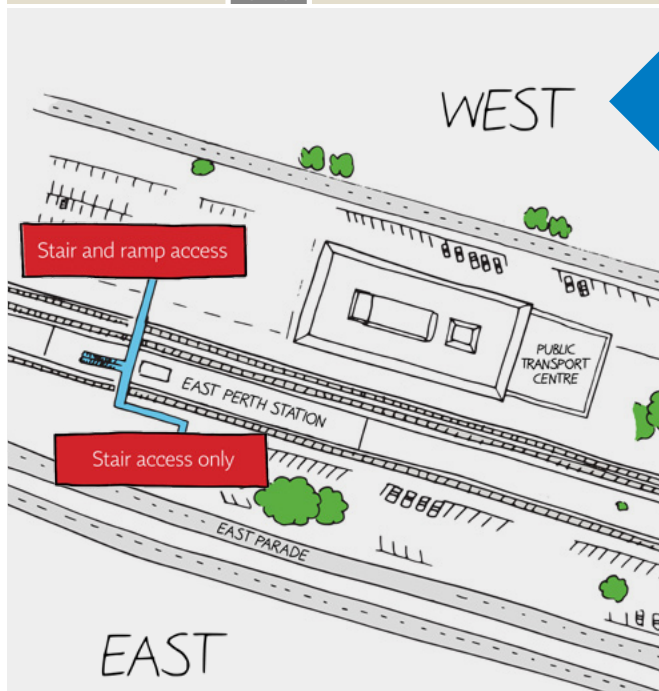 WEST
Stair and ramp access
PUBLIC
TRANSPORT
CENTRE
EAST PERTH STATION
Stair access only
EAST PARADE
EAST